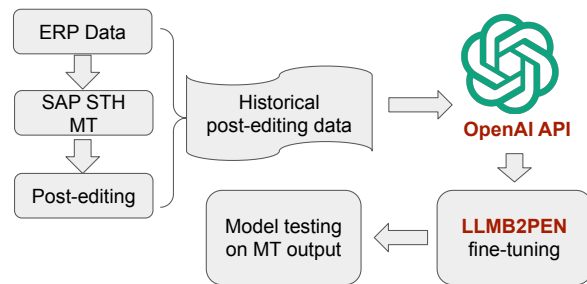 ERP Data
SAP STH
MT
Post-editing
Historical
post-editing data
OpenAI API
LLMB2PEN
fine-tuning
Model testing
on MT output